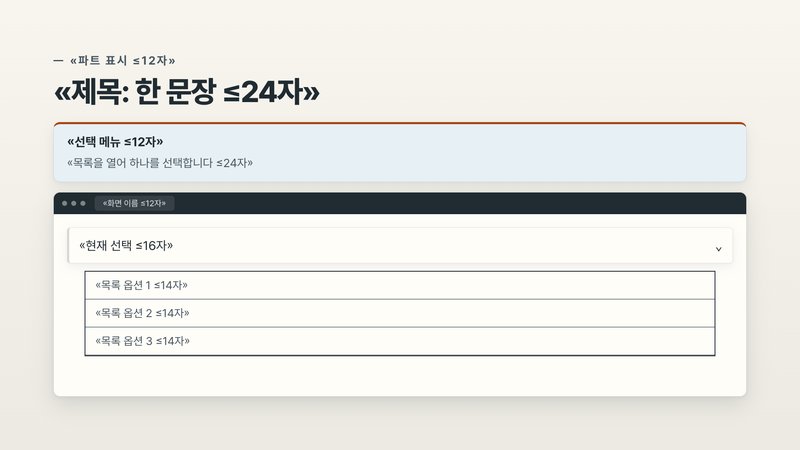 — «파트 표시 ≤12자»
«제목: 한 문장 ≤24자»
«선택 메뉴 ≤12자»
«목록을 열어 하나를 선택합니다 ≤24자»
«화면 이름 ≤12자»
«현재 선택 ≤16자»
«목록 옵션 1 ≤14자»
«목록 옵션 2 ≤14자»
«목록 옵션 3 ≤14자»